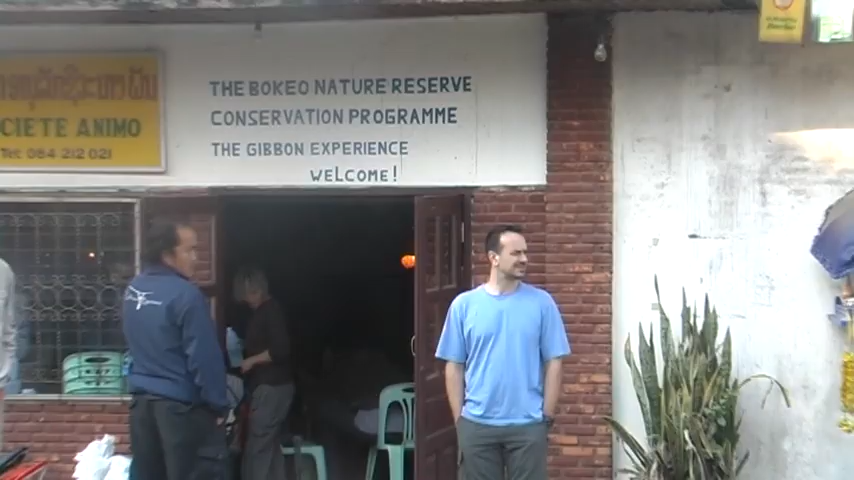 THE BOKEO NATURE RESERVE
CONSERVATION PROGRAMME
THE GIBBON EXPERIENCE
WELCOME!
CIETE ANIMO
TEL: 084-212 021